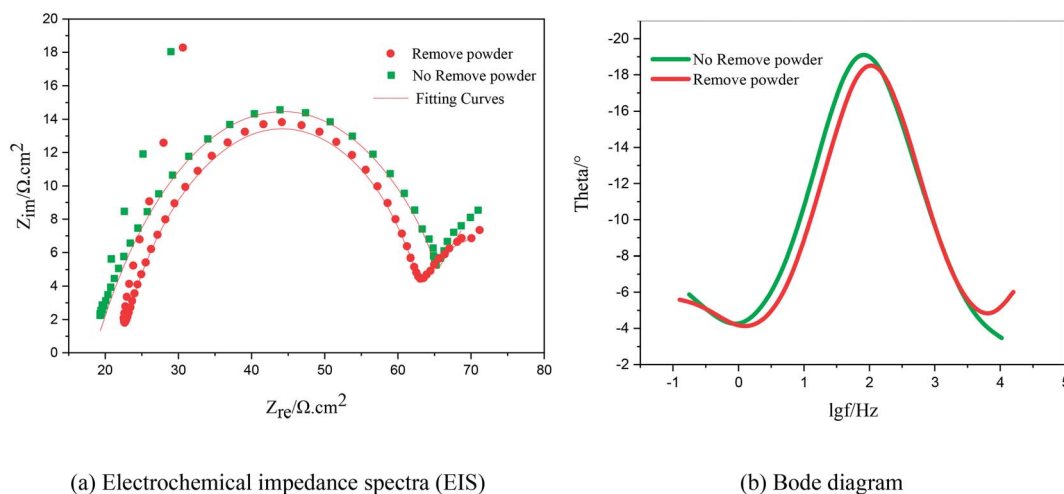 20
18
16
14
12
10
8
6
4
2
0
Z_im/Ω.cm²
Remove powder
No Remove powder
Fitting Curves
20 30 40 50 60 70 80
Z_re/Ω.cm²
(a) Electrochemical impedance spectra (EIS)
-20
-18
-16
-14
-12
-10
-8
-6
-4
-2
Theta/°
No Remove powder
Remove powder
-1 0 1 2 3 4 5
lgf/Hz
(b) Bode diagram